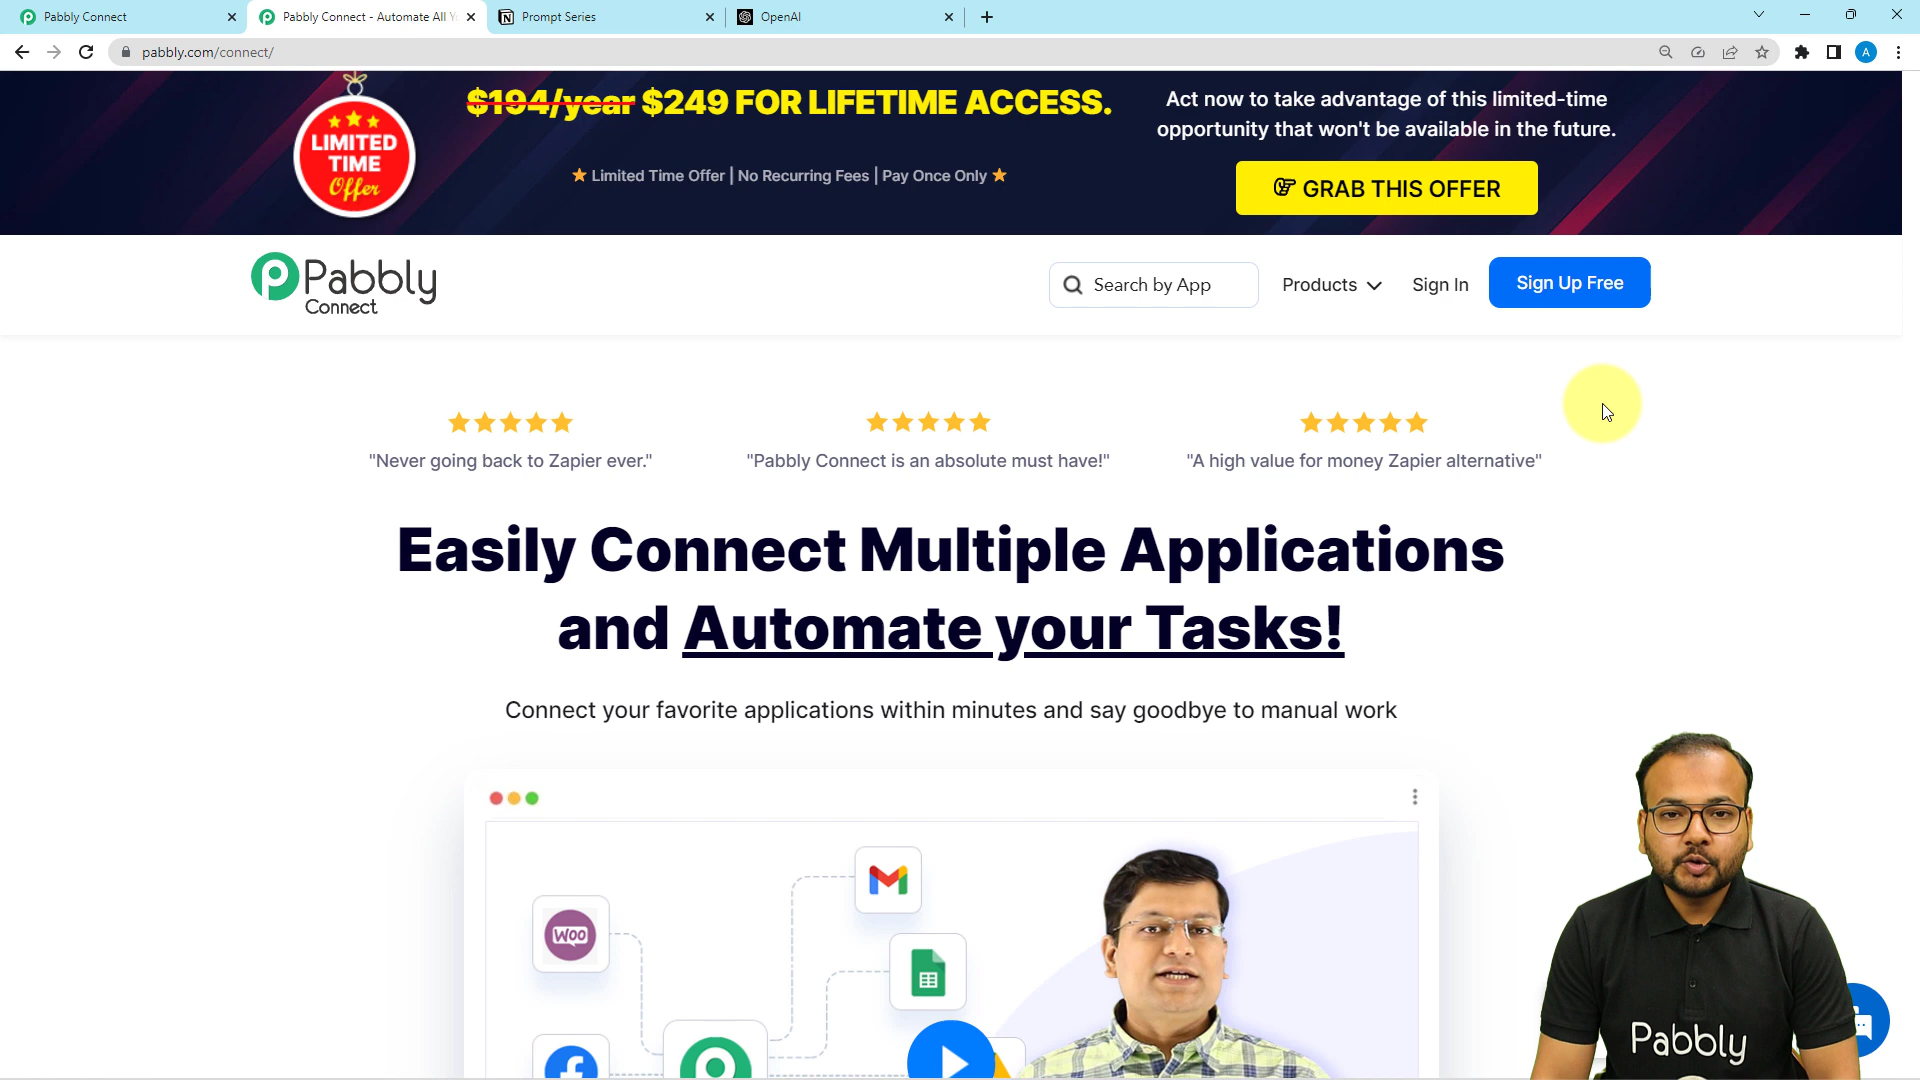 Pabbly Connect
Pabbly Connect - Automate All Y
Prompt Series
OpenAI
pabbly.com/connect/
A
LIMITED
TIME
Offer
$194/year $249 FOR LIFETIME ACCESS.
Limited Time Offer | No Recurring Fees | Pay Once Only
Act now to take advantage of this limited-time
opportunity that won't be available in the future.
GRAB THIS OFFER
Pabbly
Connect
Search by App
Products
Sign In
Sign Up Free
"Never going back to Zapier ever."
"Pabbly Connect is an absolute must have!"
"A high value for money Zapier alternative"
Easily Connect Multiple Applications
and Automate your Tasks!
Connect your favorite applications within minutes and say goodbye to manual work
WOO
Pabbly